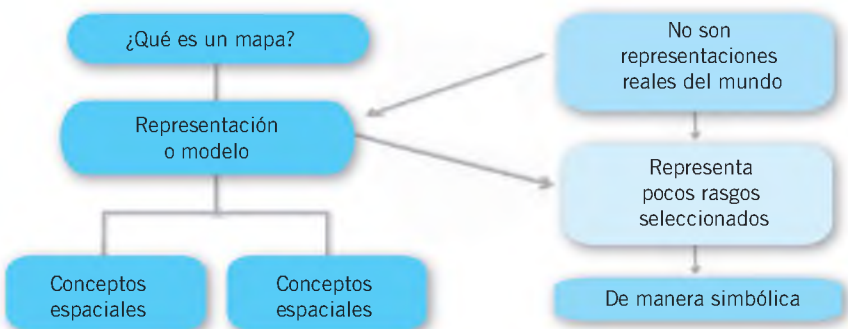 ¿Qué es un mapa?
Representación
o modelo
Conceptos
espaciales
Conceptos
espaciales
No son
representaciones
reales del mundo
Representa
pocos rasgos
seleccionados
De manera simbólica